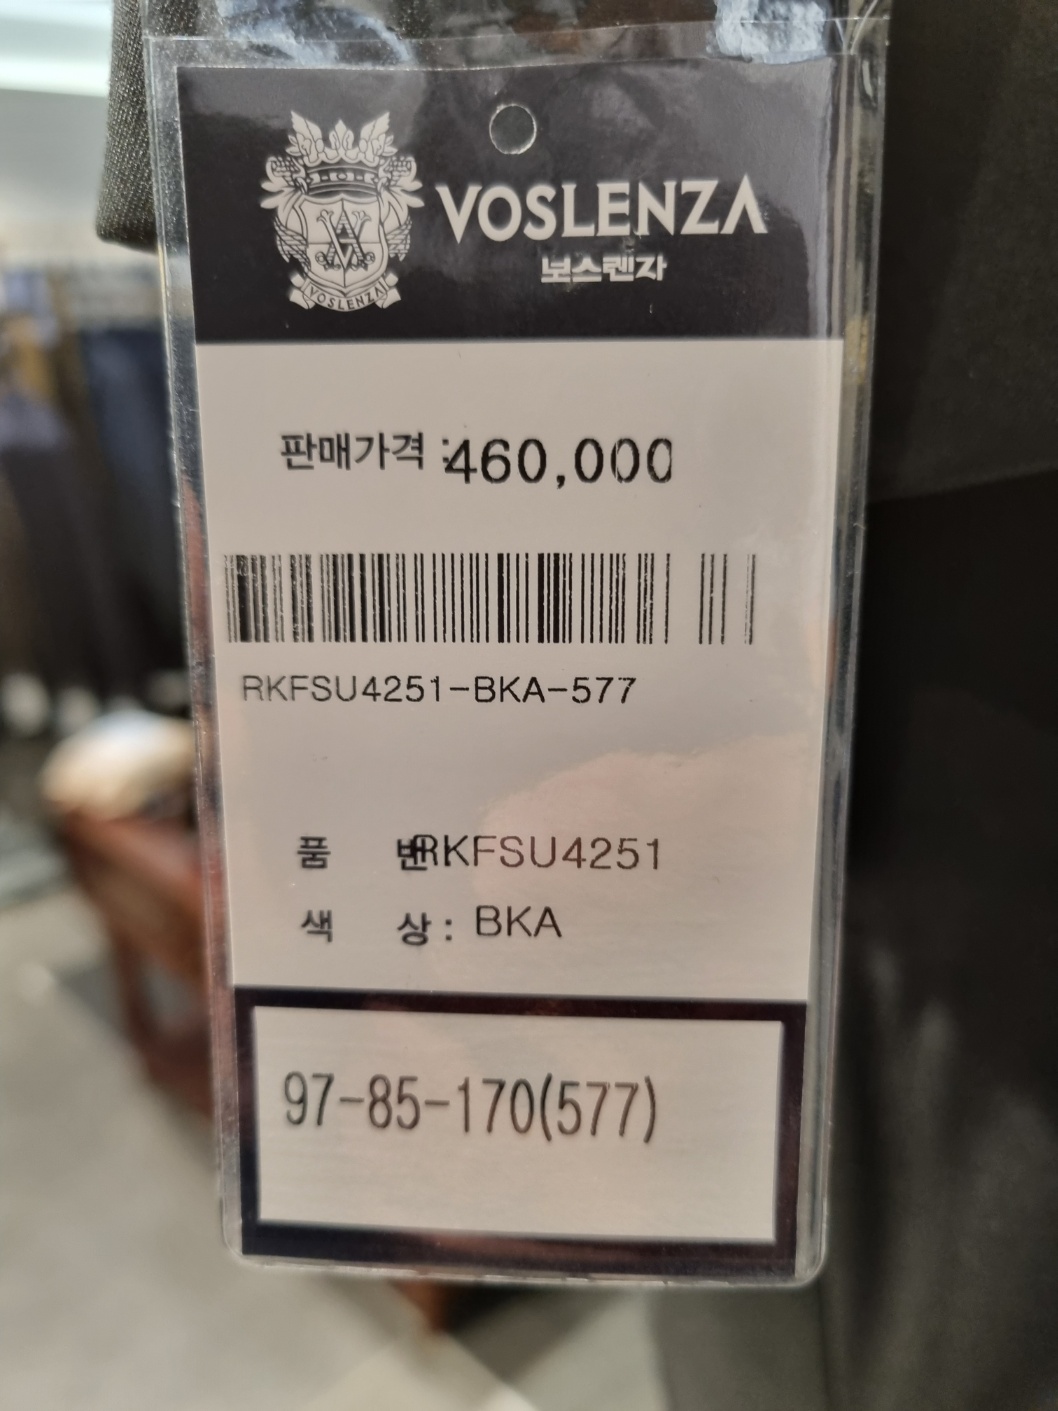 VOSLENZA
VOSLENZA
보스렌자
판매가격 :460,000
RKFSU4251-BKA-577
품 번RKFSU4251
색 상: BKA
97-85-170(577)